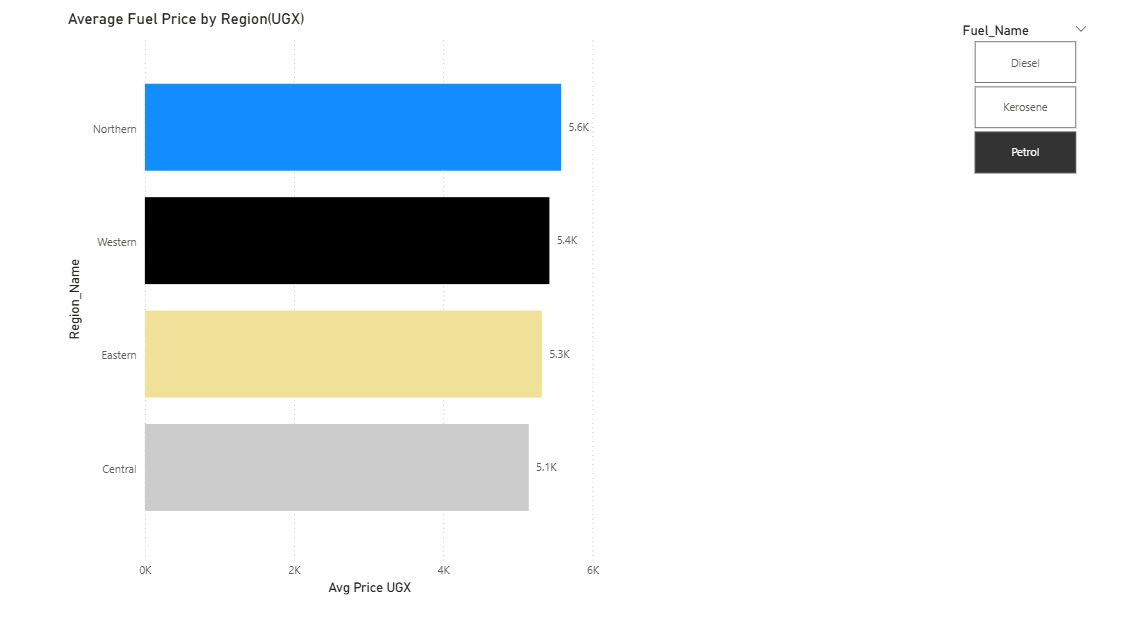 Average Fuel Price by Region(UGX)
Fuel_Name
Diesel
Kerosene
Petrol
Region_Name
Northern
5.6K
Western
5.4K
Eastern
5.3K
Central
5.1K
0K 2K 4K 6K
Avg Price UGX